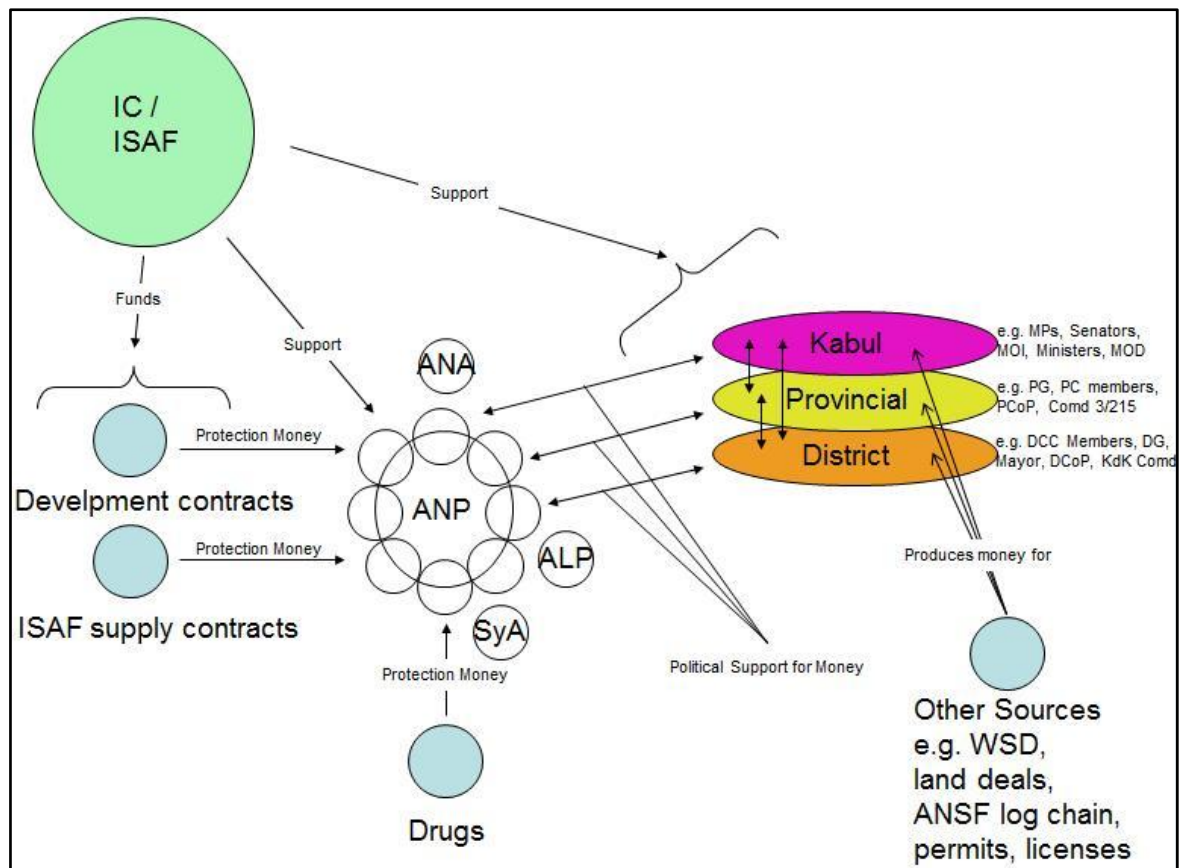 IC /
ISAF
Support
Funds
Support
ANA
Kabul
e.g. MPs, Senators,
MOI, Ministers, MOD
Provincial
e.g. PG, PC members,
PCoP, Comd 3/215
District
e.g. DCC Members, DG,
Mayor, DCoP, KdK Comd
Protection Money
Develpment contracts
ANP
Protection Money
ALP
ISAF supply contracts
SyA
Produces money for
Protection Money
Political Support for Money
Drugs
Other Sources
e.g. WSD,
land deals,
ANSF log chain,
permits, licenses